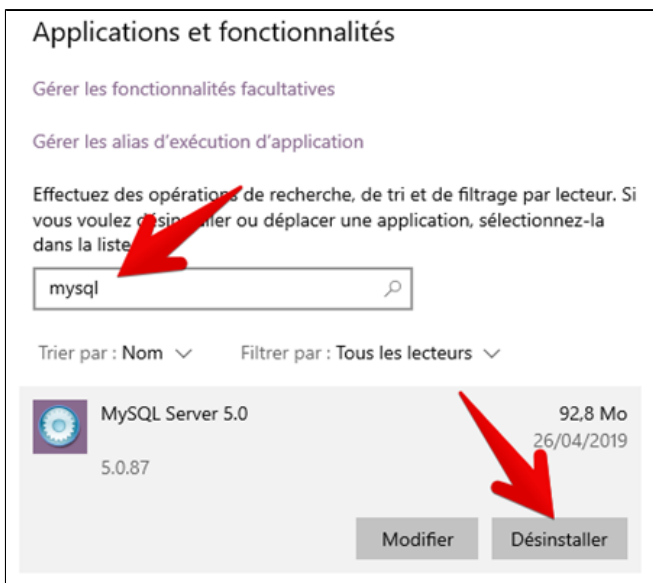 Applications et fonctionnalités
Gérer les fonctionnalités facultatives
Gérer les alias d'exécution d'application
Effectuez des opérations de recherche, de tri et de filtrage par lecteur. Si
vous voulez désinstaller ou déplacer une application, sélectionnez-la
dans la liste
mysql
Trier par : Nom Filtrer par : Tous les lecteurs
MySQL Server 5.0 92,8 Mo
26/04/2019
5.0.87
Modifier Désinstaller